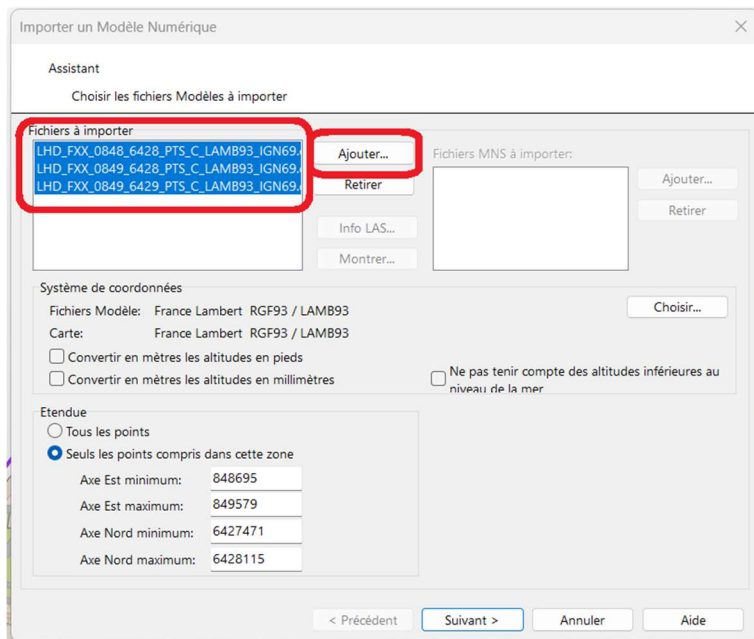 Importer un Modèle Numérique
Assistant
Choisir les fichiers Modèles à importer
Fichiers à importer
LHD_FXX_0848_6428_PTS_C_LAMB93_IGN69.
LHD_FXX_0849_6428_PTS_C_LAMB93_IGN69.
LHD_FXX_0849_6429_PTS_C_LAMB93_IGN69.
Ajouter...
Retirer
Info LAS...
Montrer...
Fichiers MNS à importer:
Ajouter...
Retirer
Système de coordonnées
Fichiers Modèle: France Lambert RGF93 / LAMB93
Choisir...
Carte: France Lambert RGF93 / LAMB93
Convertir en mètres les altitudes en pieds
Convertir en mètres les altitudes en millimètres
Ne pas tenir compte des altitudes inférieures au
niveau de la mer
Etendue
Tous les points
Seuls les points compris dans cette zone
Axe Est minimum: 848695
Axe Est maximum: 849579
Axe Nord minimum: 6427471
Axe Nord maximum: 6428115
< Précédent
Suivant >
Annuler
Aide